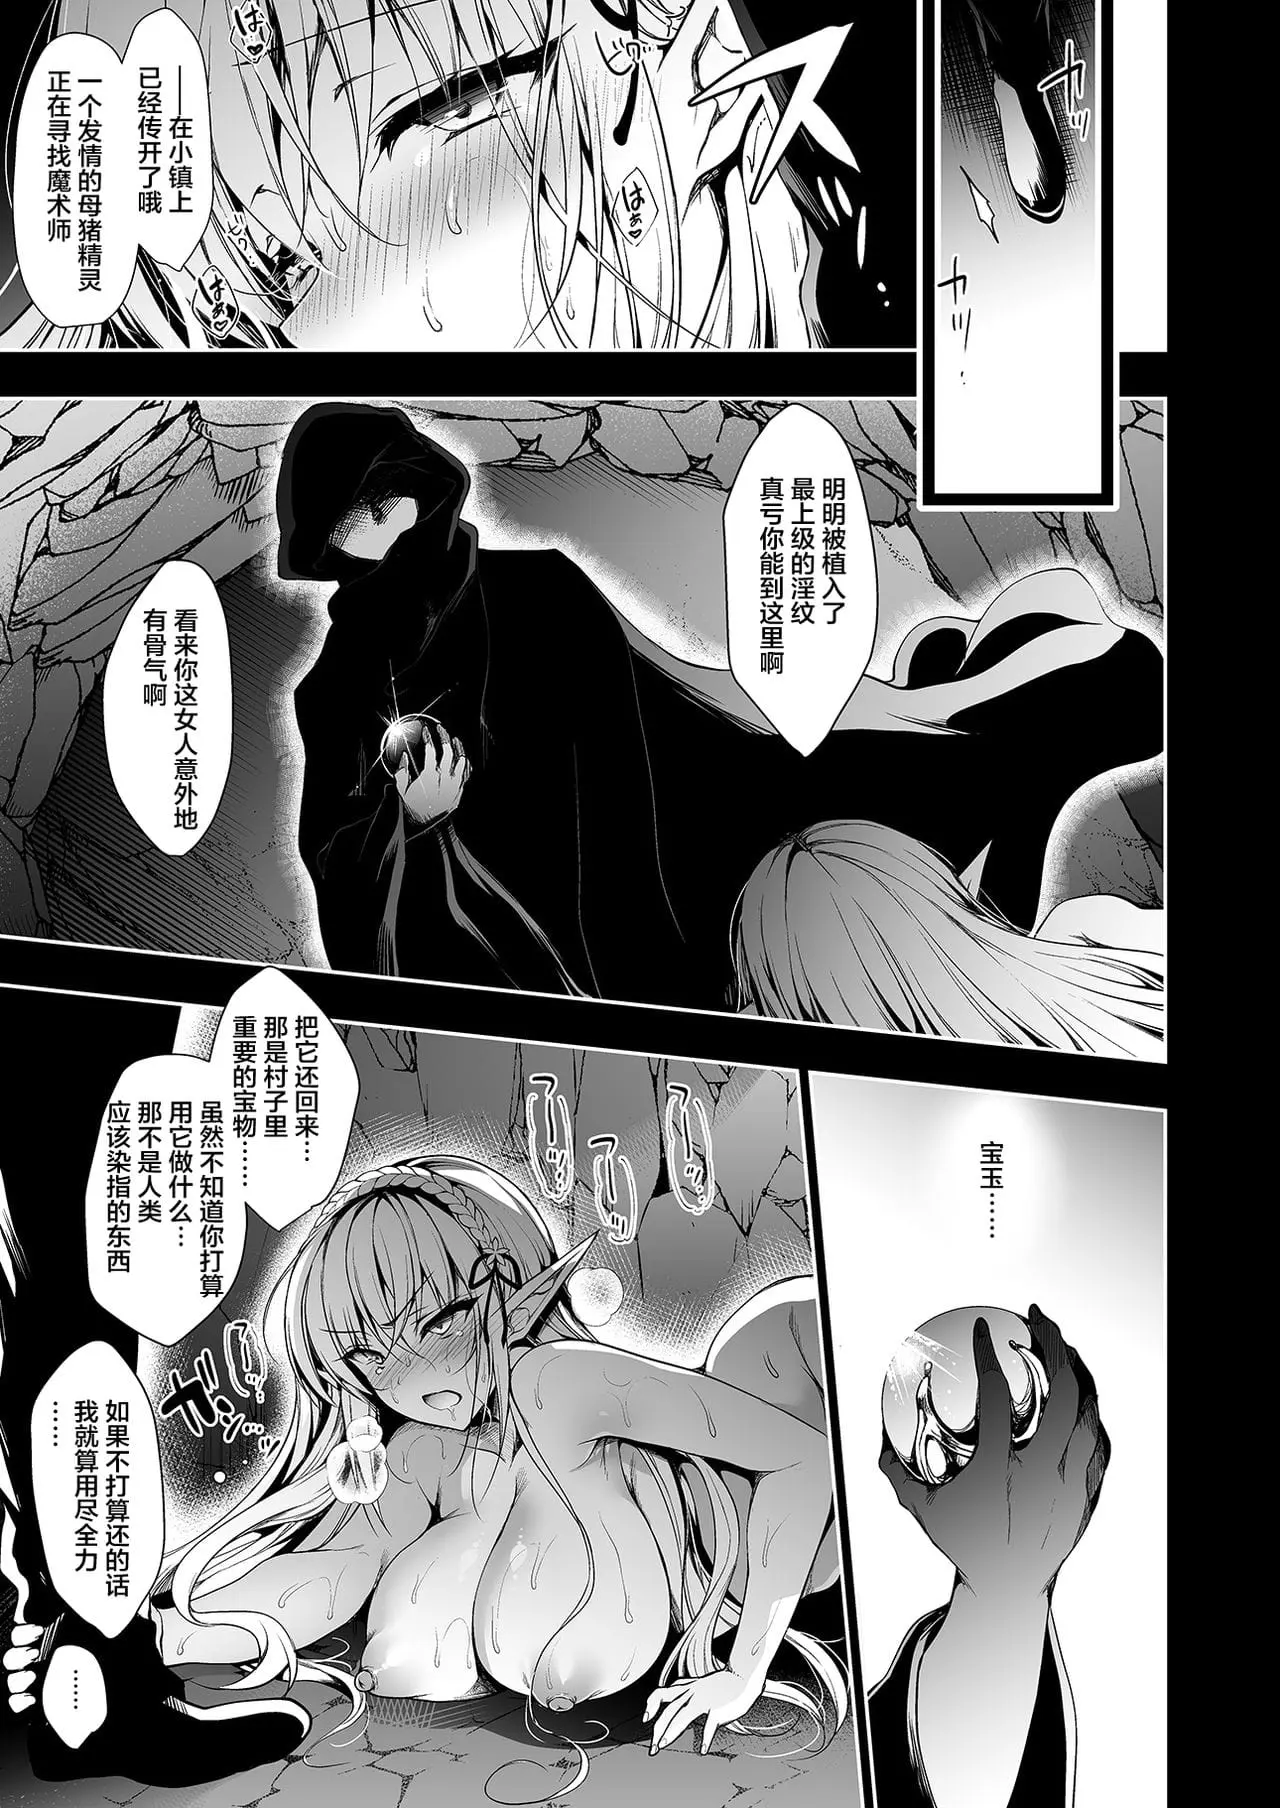 ——在小镇上
已经传开了哦
一个发情的母猪精灵
正在寻找魔术师
はぁ♡
はぁ♡
はぁ♡
明明被植入了
最上级的淫纹
真亏你能到这里啊
看来你这女人意外地
有骨气啊
宝玉……
把它还回来…
那是村子里
重要的宝物……
虽然不知道你打算
用它做什么…
那不是人类
应该染指的东西
如果不打算还的话
我就算用尽全力
……
……